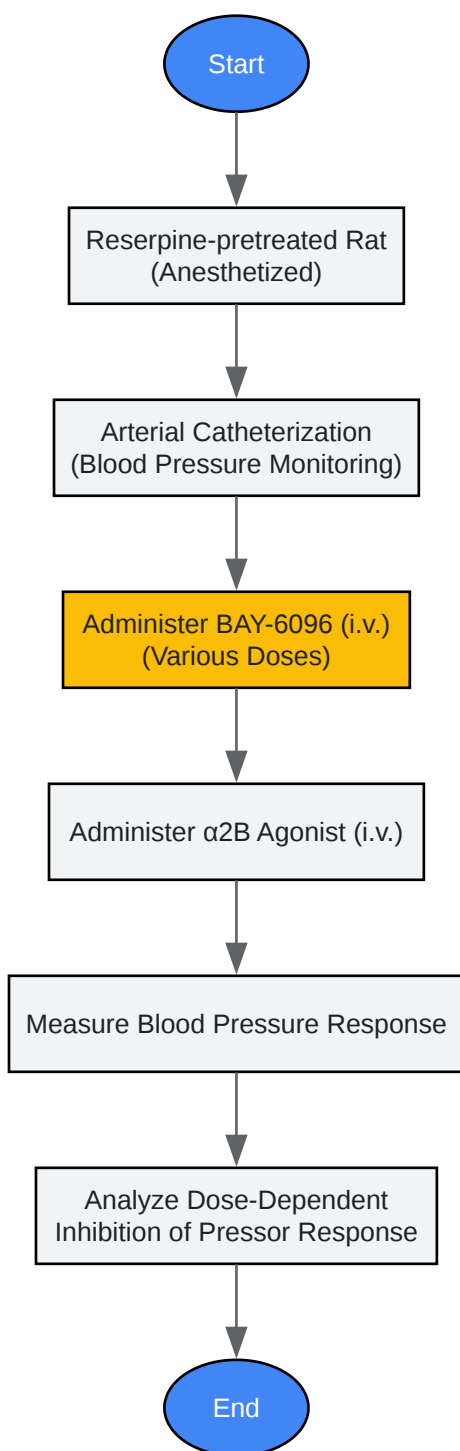 Start
Reserpine-pretreated Rat
(Anesthetized)
Arterial Catheterization
(Blood Pressure Monitoring)
Administer BAY-6096 (i.v.)
(Various Doses)
Administer α2B Agonist (i.v.)
Measure Blood Pressure Response
Analyze Dose-Dependent
Inhibition of Pressor Response
End